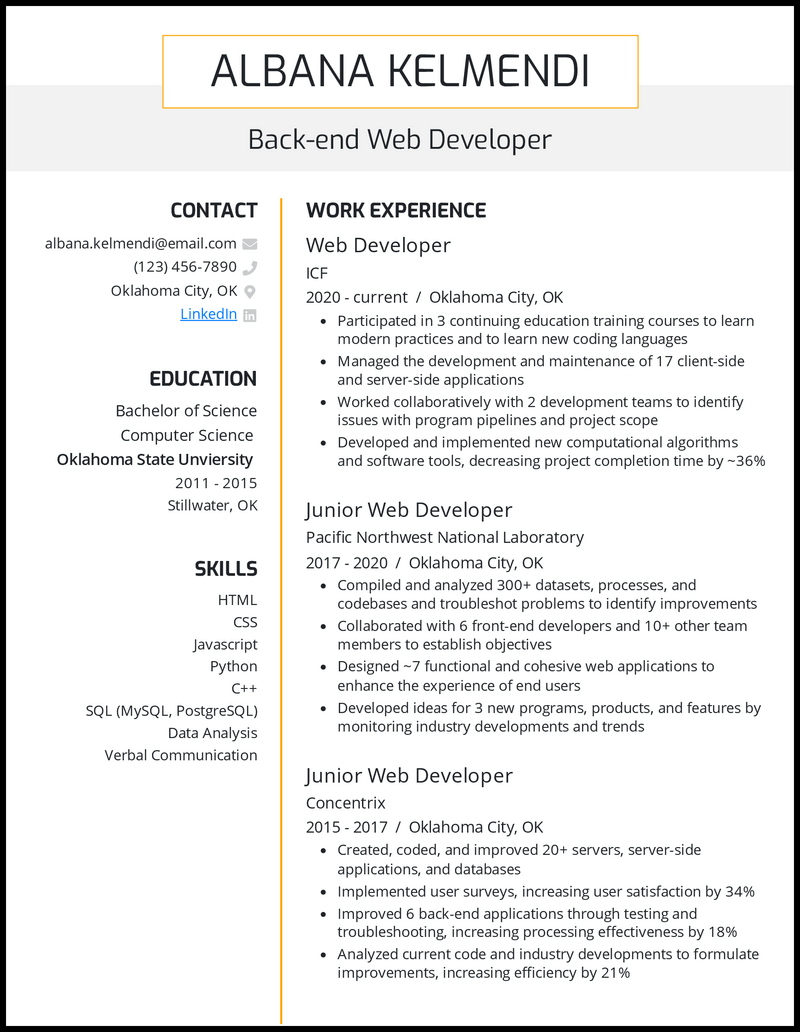 ALBANA KELMENDI
Back-end Web Developer
CONTACT
albana.kelmendi@email.com
(123) 456-7890
Oklahoma City, OK
LinkedIn
EDUCATION
Bachelor of Science
Computer Science
Oklahoma State Unviersity
2011 - 2015
Stillwater, OK
SKILLS
HTML
CSS
Javascript
Python
C++
SQL (MySQL, PostgreSQL)
Data Analysis
Verbal Communication
WORK EXPERIENCE
Web Developer
ICF
2020 - current / Oklahoma City, OK
• Participated in 3 continuing education training courses to learn
modern practices and to learn new coding languages
• Managed the development and maintenance of 17 client-side
and server-side applications
• Worked collaboratively with 2 development teams to identify
issues with program pipelines and project scope
• Developed and implemented new computational algorithms
and software tools, decreasing project completion time by ~36%
Junior Web Developer
Pacific Northwest National Laboratory
2017 - 2020 / Oklahoma City, OK
• Compiled and analyzed 300+ datasets, processes, and
codebases and troubleshot problems to identify improvements
• Collaborated with 6 front-end developers and 10+ other team
members to establish objectives
• Designed ~7 functional and cohesive web applications to
enhance the experience of end users
• Developed ideas for 3 new programs, products, and features by
monitoring industry developments and trends
Junior Web Developer
Concentrix
2015 - 2017 / Oklahoma City, OK
• Created, coded, and improved 20+ servers, server-side
applications, and databases
• Implemented user surveys, increasing user satisfaction by 34%
• Improved 6 back-end applications through testing and
troubleshooting, increasing processing effectiveness by 18%
• Analyzed current code and industry developments to formulate
improvements, increasing efficiency by 21%